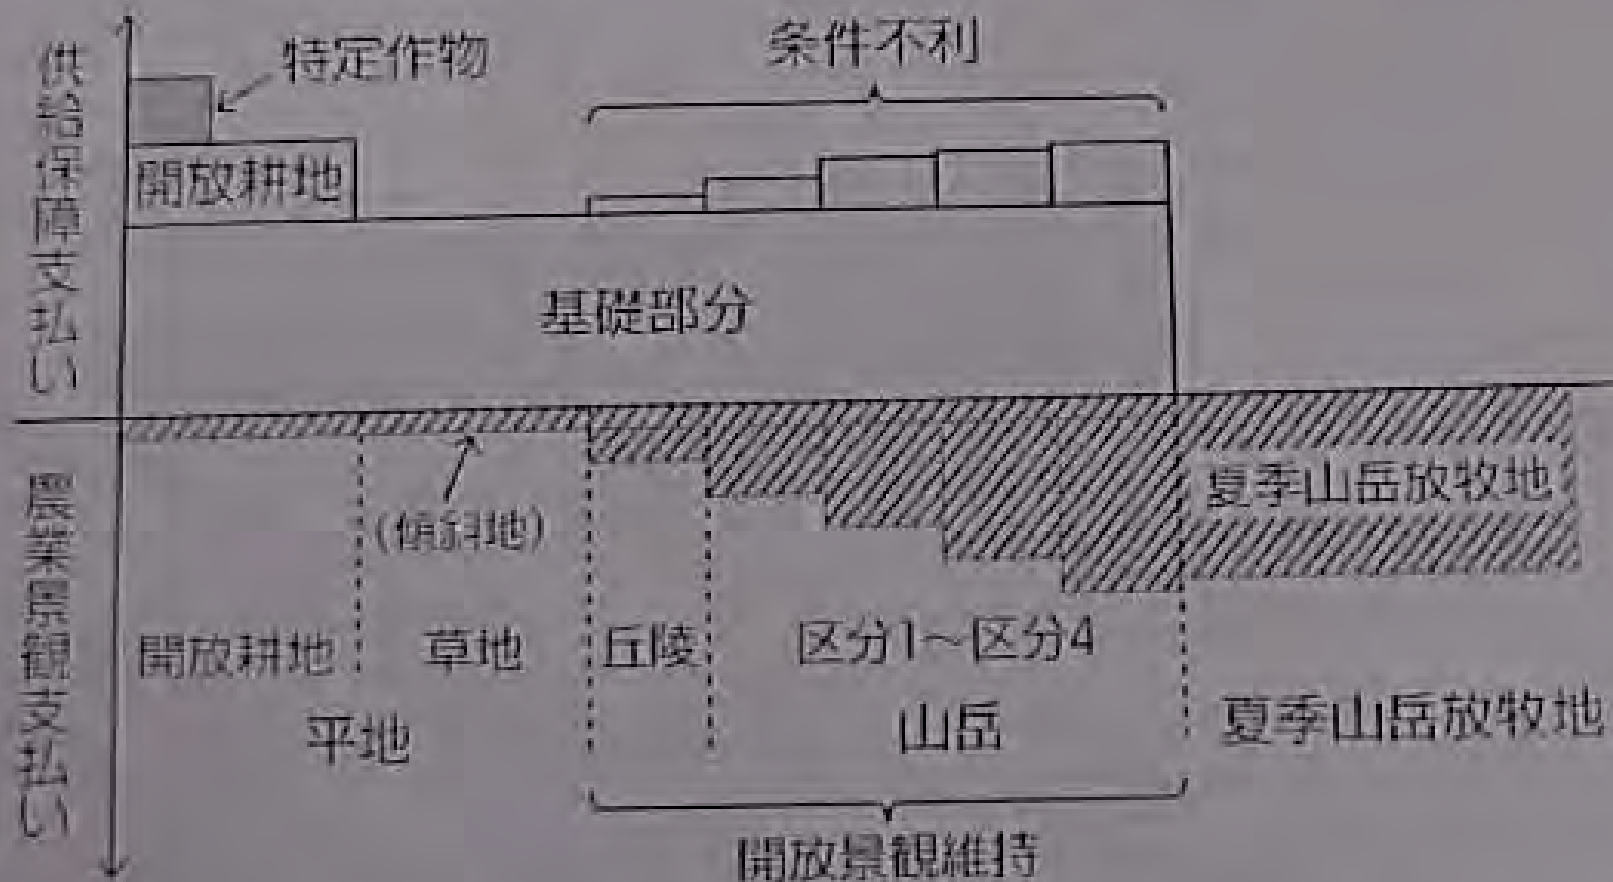 供給保障支払い
特定作物
条件不利
開放耕地
基礎部分
農業景観支払い
(傾斜地)
夏季山岳放牧地
開放耕地
草地
丘陵
区分1～区分4
平地
山岳
夏季山岳放牧地
開放景観維持